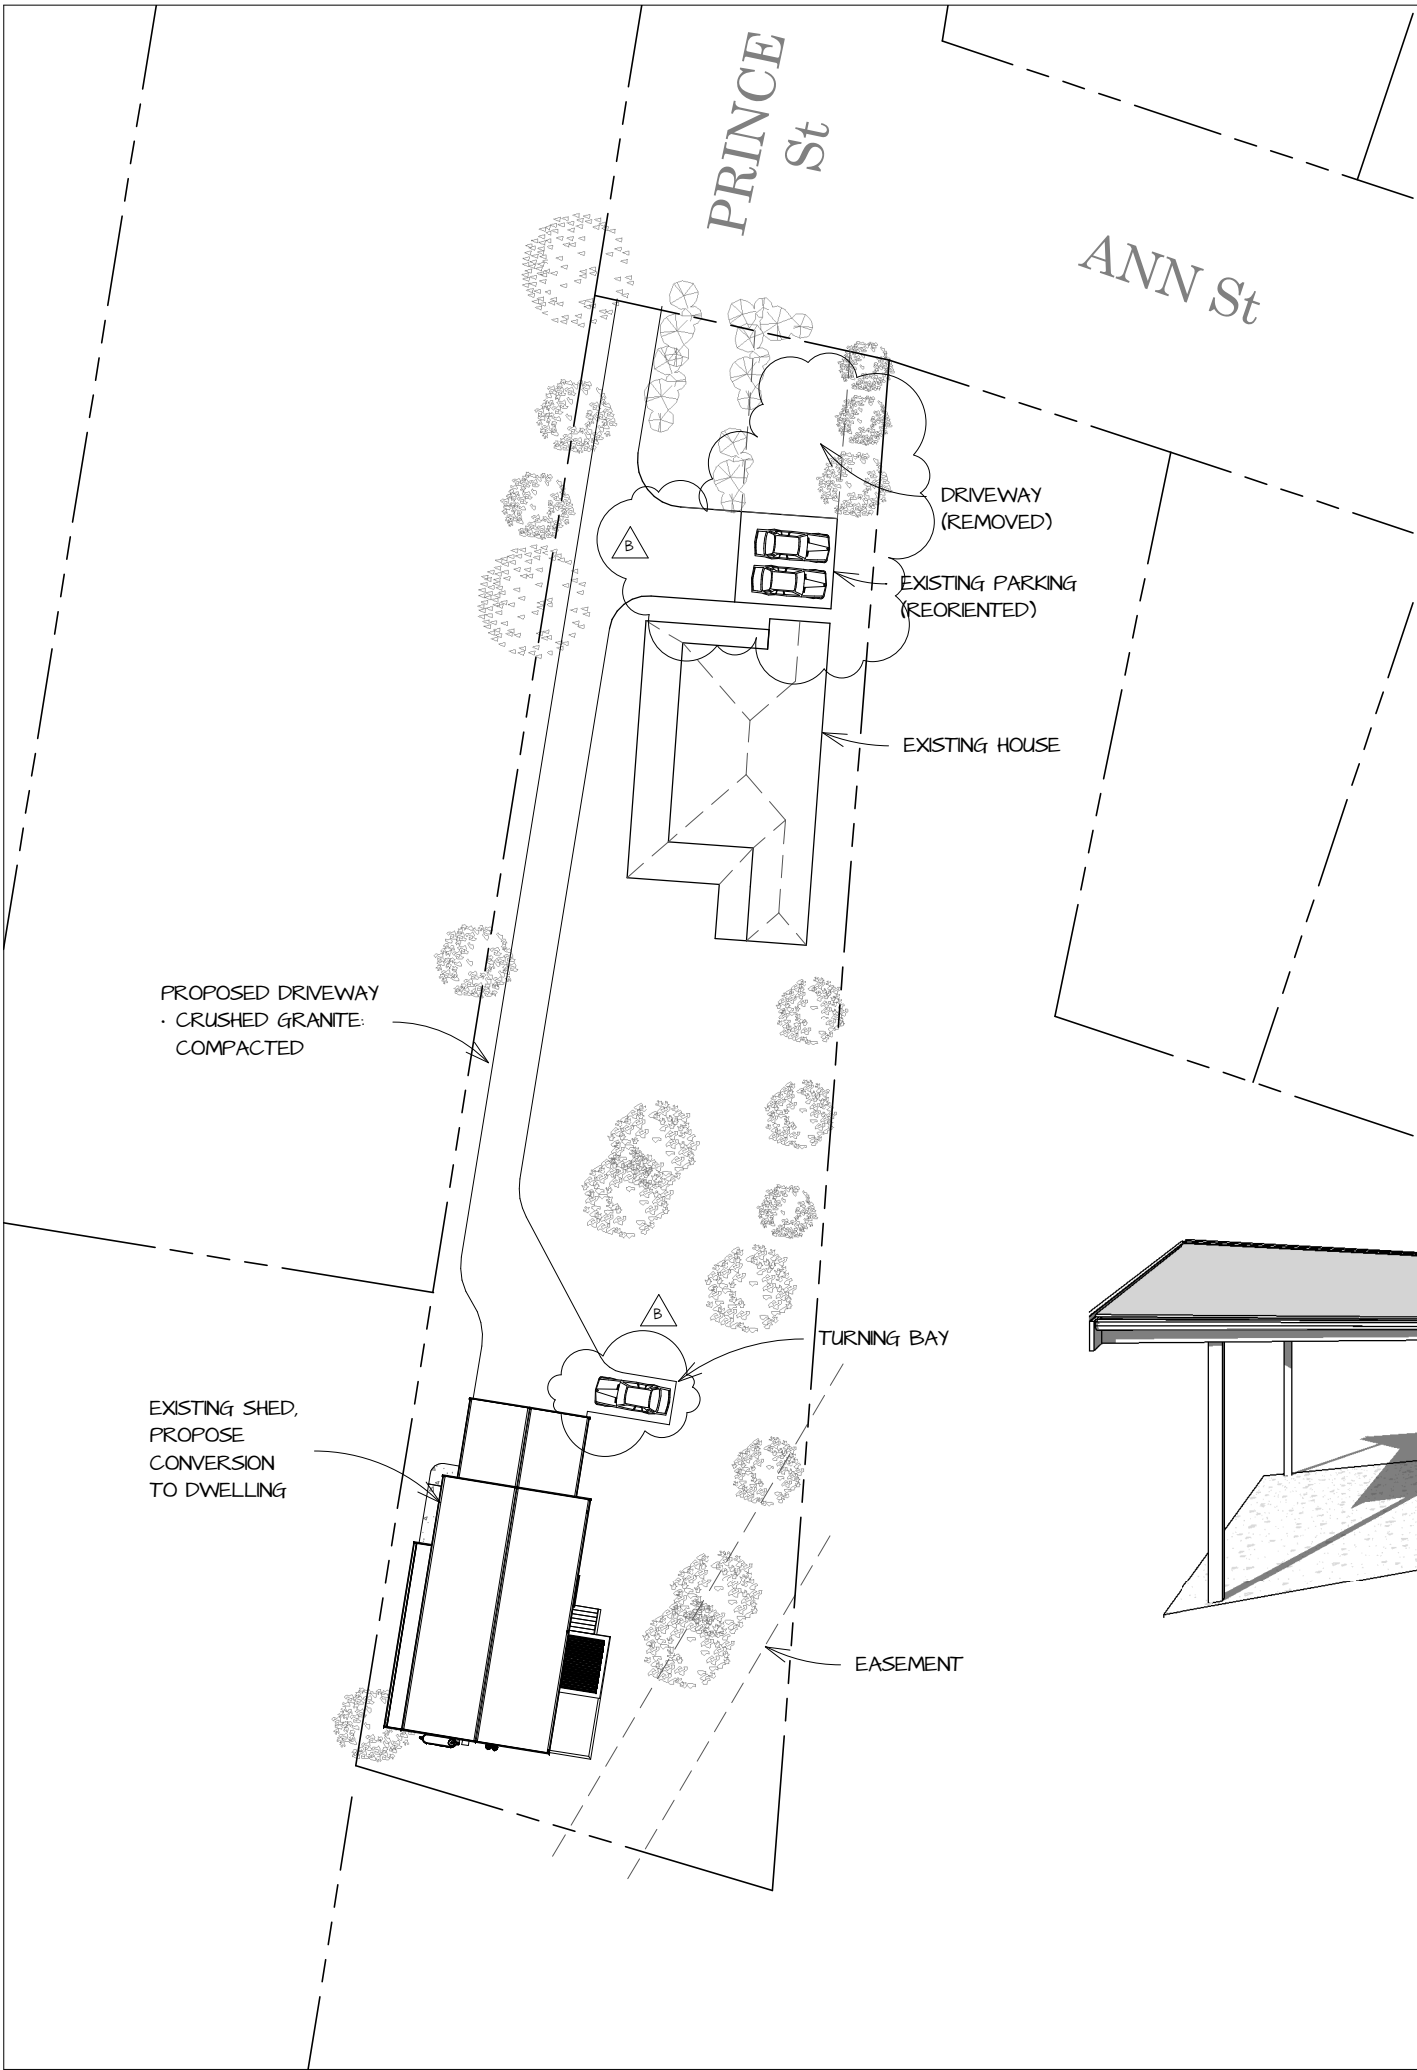 PRINCE
St
ANN St
DRIVEWAY
(REMOVED)
B
EXISTING PARKING
(REORIENTED)
EXISTING HOUSE
PROPOSED DRIVEWAY
· CRUSHED GRANITE:
COMPACTED
B
TURNING BAY
EXISTING SHED,
PROPOSE
CONVERSION
TO DWELLING
EASEMENT